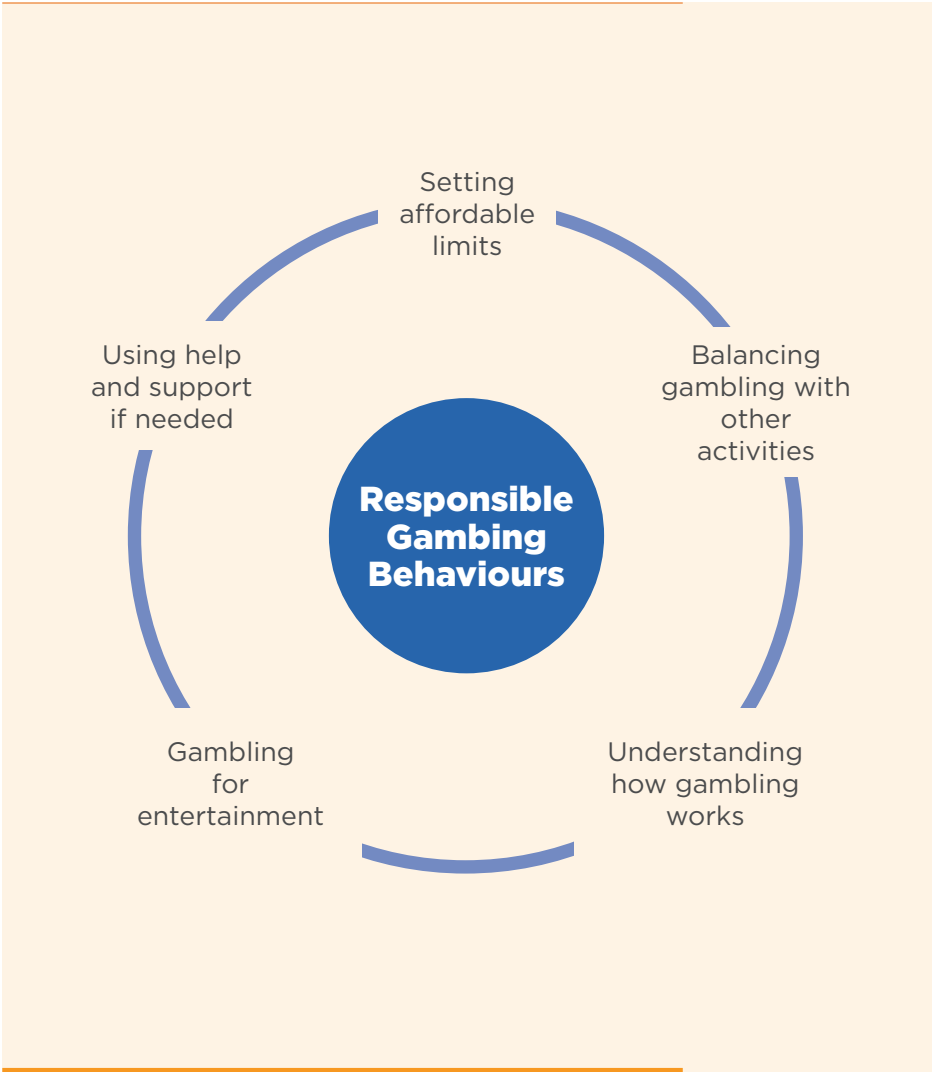 Setting
affordable
limits
Balancing
gambling with
other
activities
Understanding
how gambling
works
Gambling
for
entertainment
Using help
and support
if needed
Responsible
Gambing
Behaviours